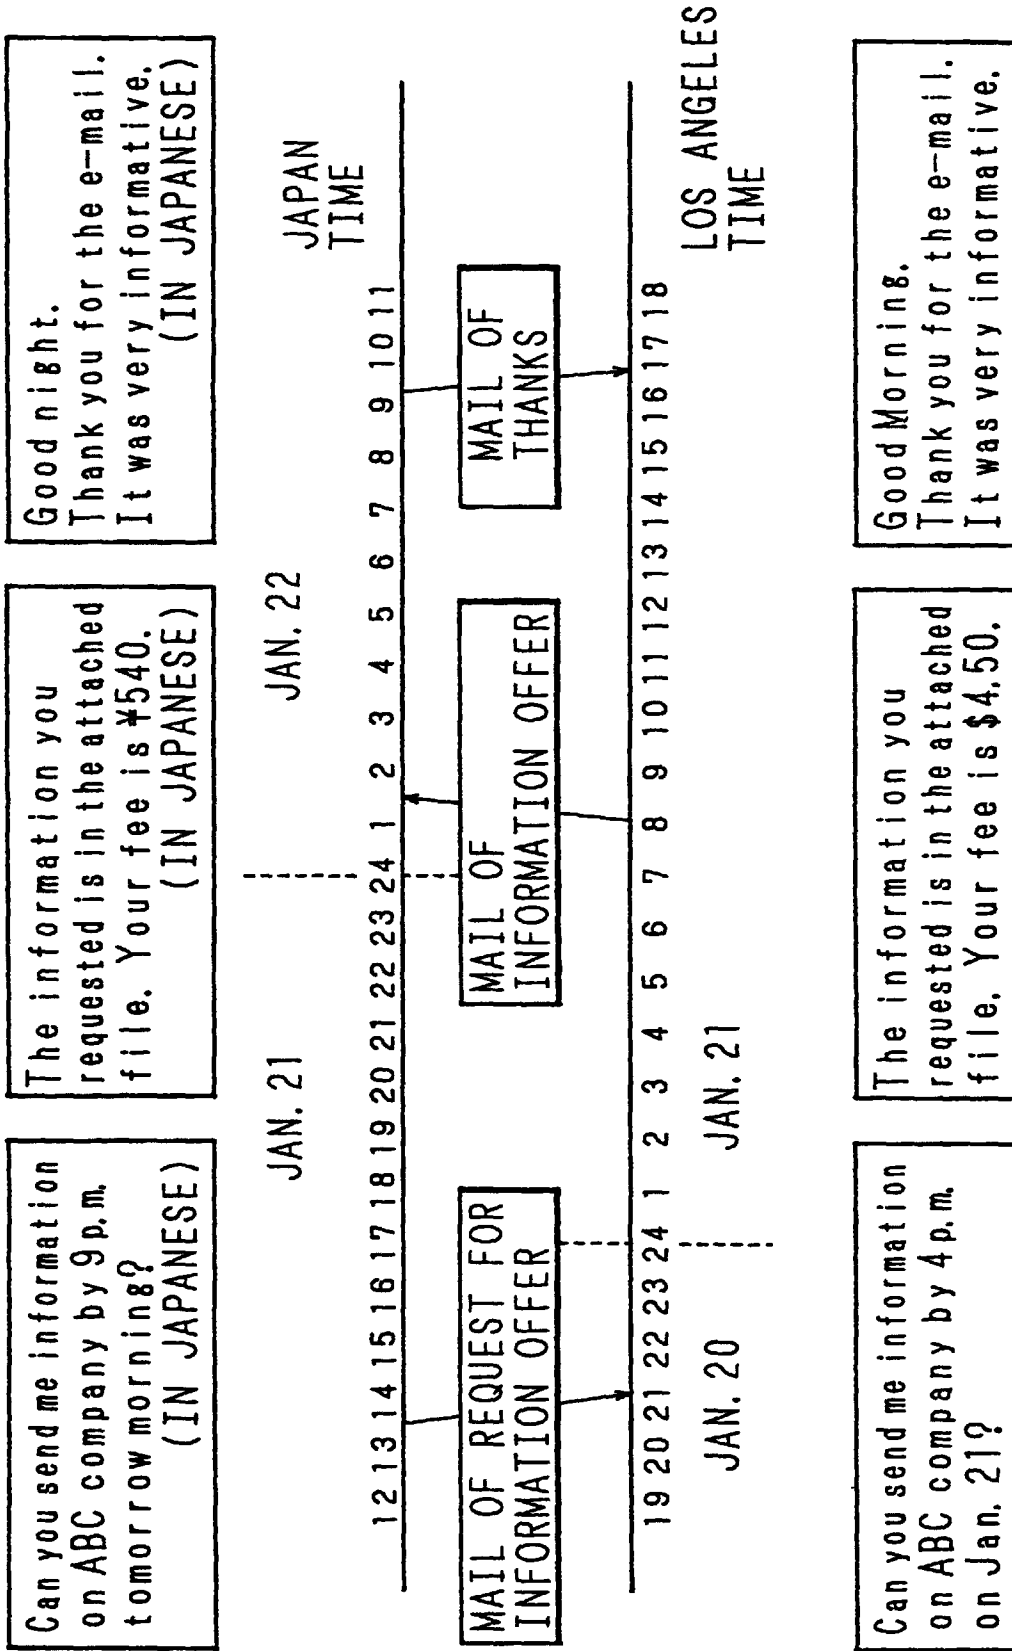 Can you send me information
on ABC company by 9 p.m.
tomorrow morning?
(IN JAPANESE)
The information you
requested is in the attached
file. Your fee is ¥540.
(IN JAPANESE)
Good night.
Thank you for the e-mail.
It was very informative.
(IN JAPANESE)
JAN. 21
JAN. 22
JAPAN
TIME
12 13 14 15 16 17 18 19 20 21 22 23 24 1 2 3 4 5 6 7 8 9 10 11
MAIL OF REQUEST FOR
INFORMATION OFFER
MAIL OF
INFORMATION OFFER
MAIL OF
THANKS
19 20 21 22 23 24 1 2 3 4 5 6 7 8 9 10 11 12 13 14 15 16 17 18
JAN. 20
JAN. 21
LOS ANGELES
TIME
Can you send me information
on ABC company by 4 p.m.
on Jan. 21?
The information you
requested is in the attached
file. Your fee is $4.50.
Good Morning.
Thank you for the e-mail.
It was very informative.